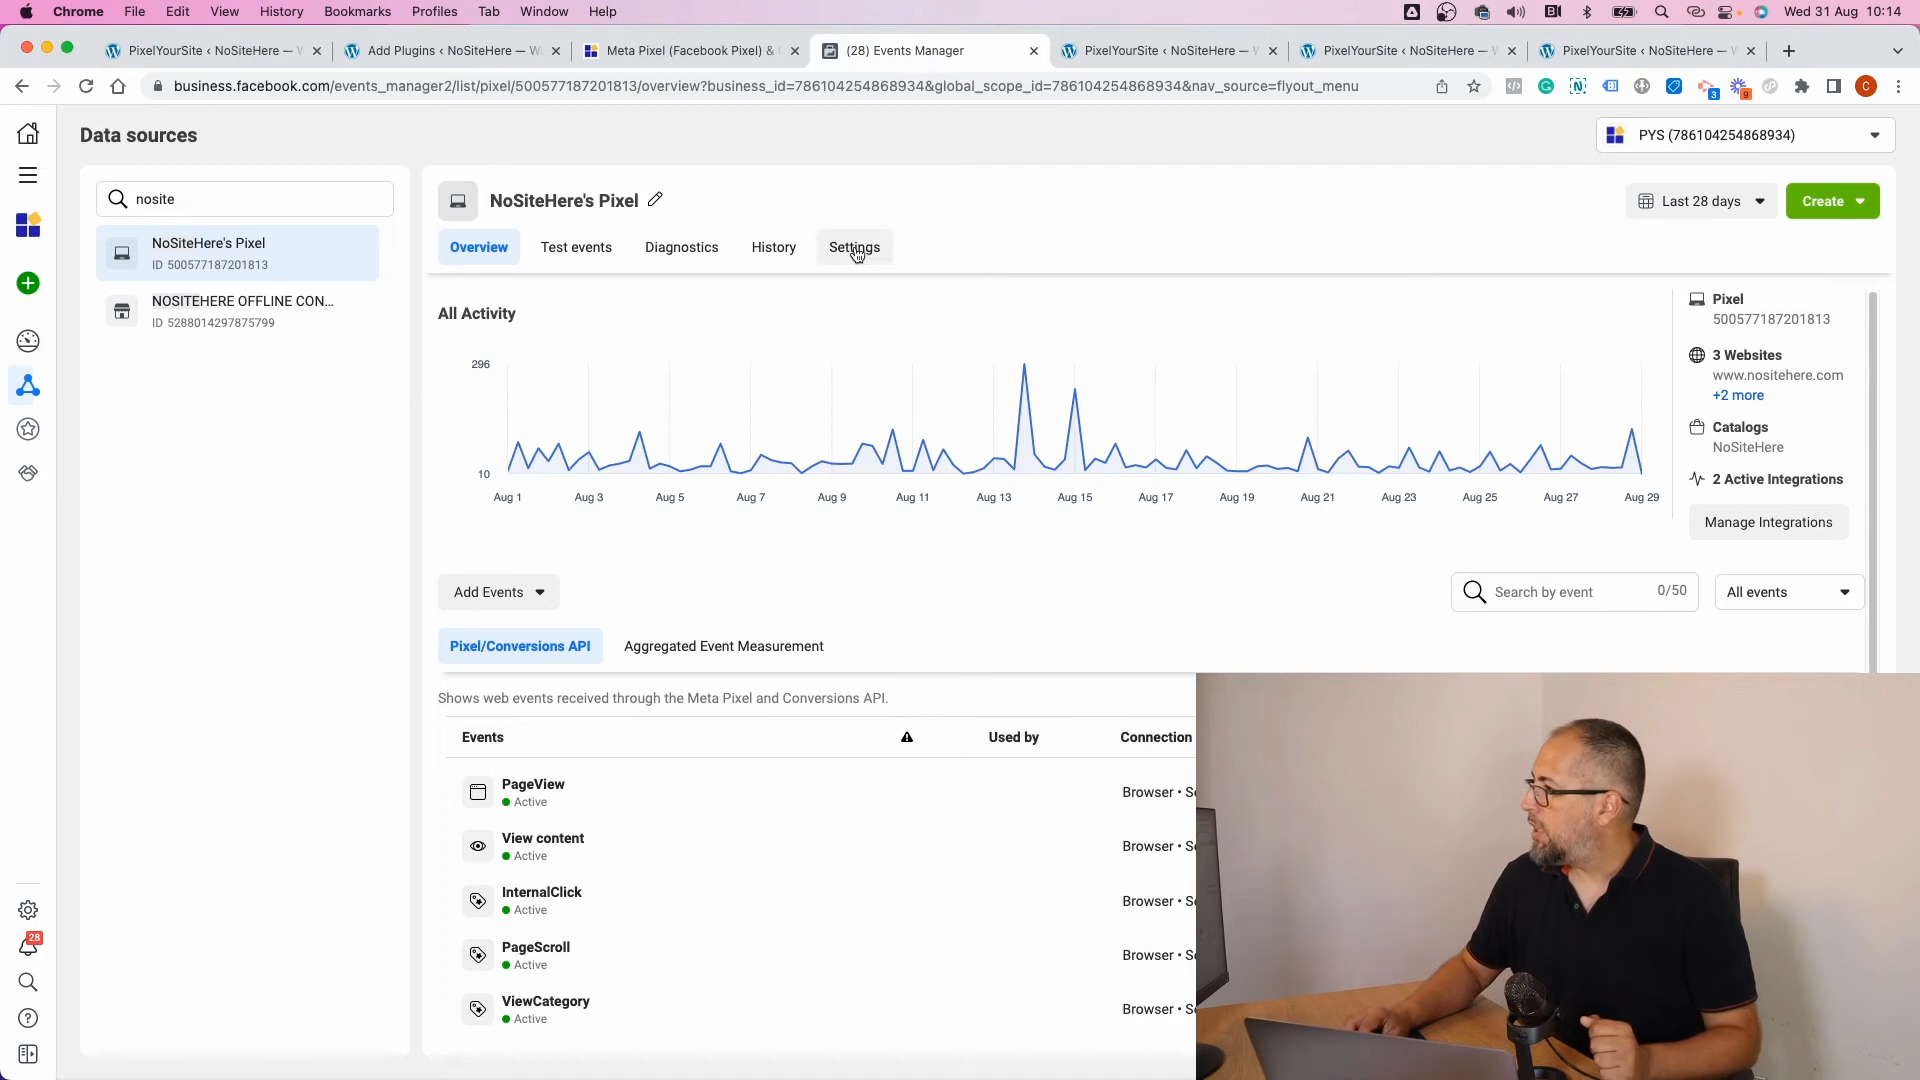 Chrome File Edit View History Bookmarks Profiles Tab Window Help Wed 31 Aug 10:14
PixelYourSite ‹ NoSiteHere — Add Plugins ‹ NoSiteHere — Meta Pixel (Facebook Pixel) & (28) Events Manager PixelYourSite ‹ NoSiteHere — PixelYourSite ‹ NoSiteHere — PixelYourSite ‹ NoSiteHere —
business.facebook.com/events_manager2/list/pixel/500577187201813/overview?business_id=786104254868934&global_scope_id=786104254868934&nav_source=flyout_menu 3 9 C
Data sources
PYS (786104254868934)
nosite
NoSiteHere's Pixel
ID 500577187201813
NOSITEHERE OFFLINE CON...
ID 5288014297875799
28
NoSiteHere's Pixel
Last 28 days
Create
Overview Test events Diagnostics History Settings
All Activity
296
10
Aug 1 Aug 3 Aug 5 Aug 7 Aug 9 Aug 11 Aug 13 Aug 15 Aug 17 Aug 19 Aug 21 Aug 23 Aug 25 Aug 27 Aug 29
Pixel
500577187201813
3 Websites
www.nositehere.com
+2 more
Catalogs
NoSiteHere
2 Active Integrations
Manage Integrations
Add Events
Search by event 0/50
All events
Pixel/Conversions API Aggregated Event Measurement
Shows web events received through the Meta Pixel and Conversions API.
Events Used by Connection
PageView
Active
Browser •
View content
Active
Browser •
InternalClick
Active
Browser •
PageScroll
Active
Browser •
ViewCategory
Active
Browser •